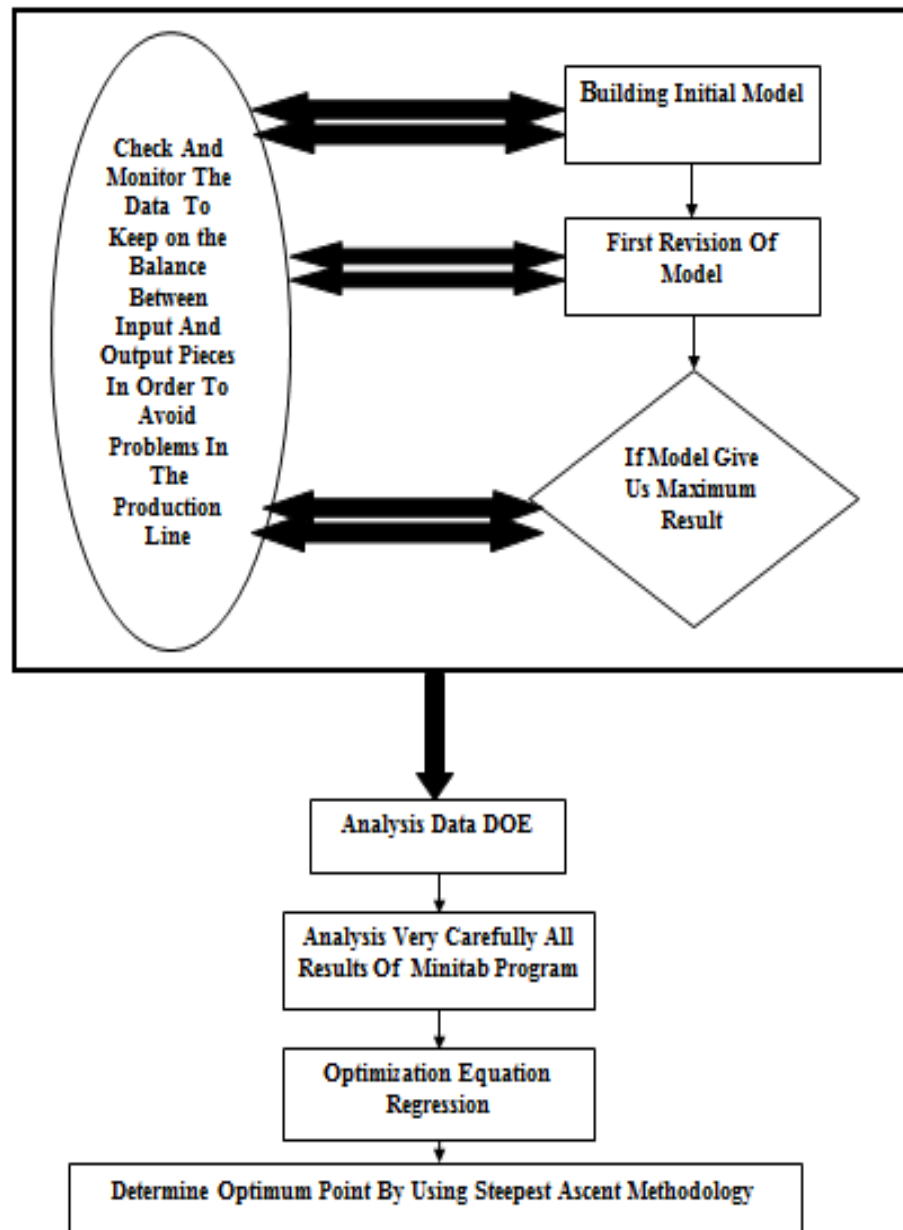 Check And
Monitor The
Data To
Keep on the
Balance
Between
Input And
Output Pieces
In Order To
Avoid
Problems In
The
Production
Line
Building Initial Model
First Revision Of
Model
If Model Give
Us Maximum
Result
Analysis Data DOE
Analysis Very Carefully All
Results Of Minitab Program
Optimization Equation
Regression
Determine Optimum Point By Using Steepest Ascent Methodology